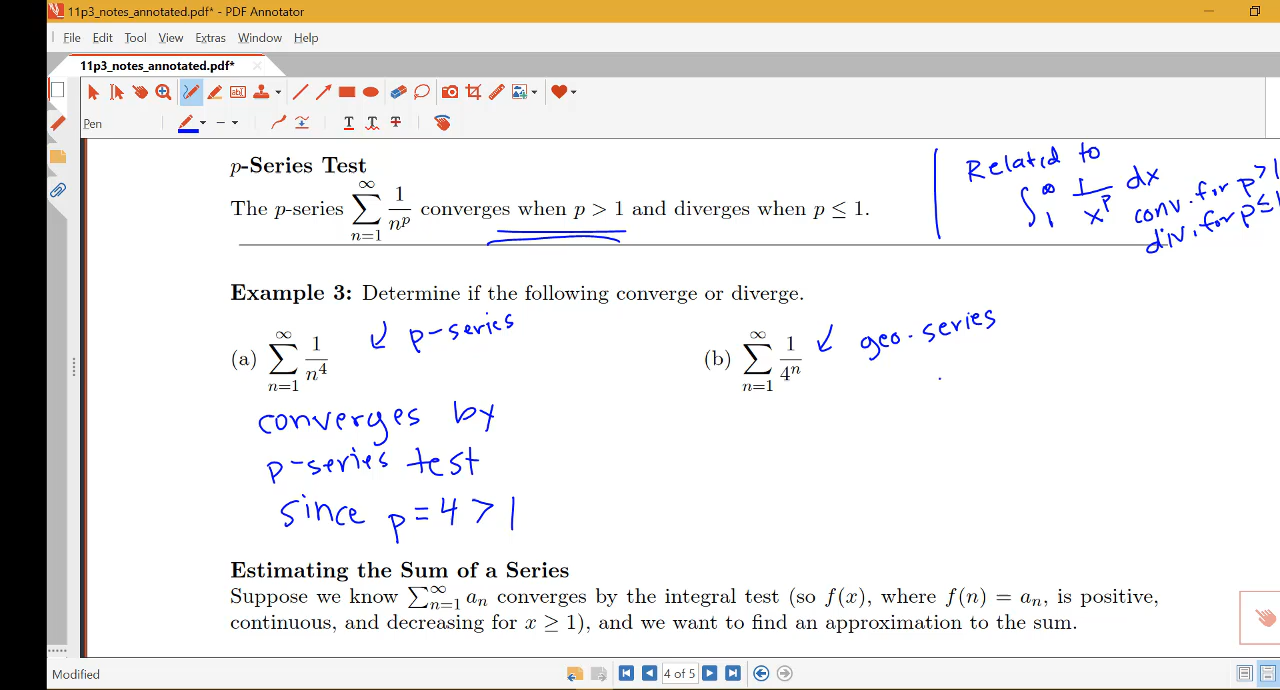 11p3_notes_annotated.pdf* - PDF Annotator
File Edit Tool View Extras Window Help
11p3_notes_annotated.pdf*
Pen
p-Series Test
The p-series ∑_{n=1}^{∞} 1/n^p converges when p > 1 and diverges when p ≤ 1.
Related to
∫_1^∞ 1/x^p dx
conv. for p>1
div. for p≤1
Example 3: Determine if the following converge or diverge.
(a) ∑_{n=1}^{∞} 1/n^4 ↙ p-series
(b) ∑_{n=1}^{∞} 1/4^n ↙ geo. series
converges by
p-series test
since p = 4 > 1
Estimating the Sum of a Series
Suppose we know ∑_{n=1}^{∞} a_n converges by the integral test (so f(x), where f(n) = a_n, is positive,
continuous, and decreasing for x ≥ 1), and we want to find an approximation to the sum.
Modified
4 of 5